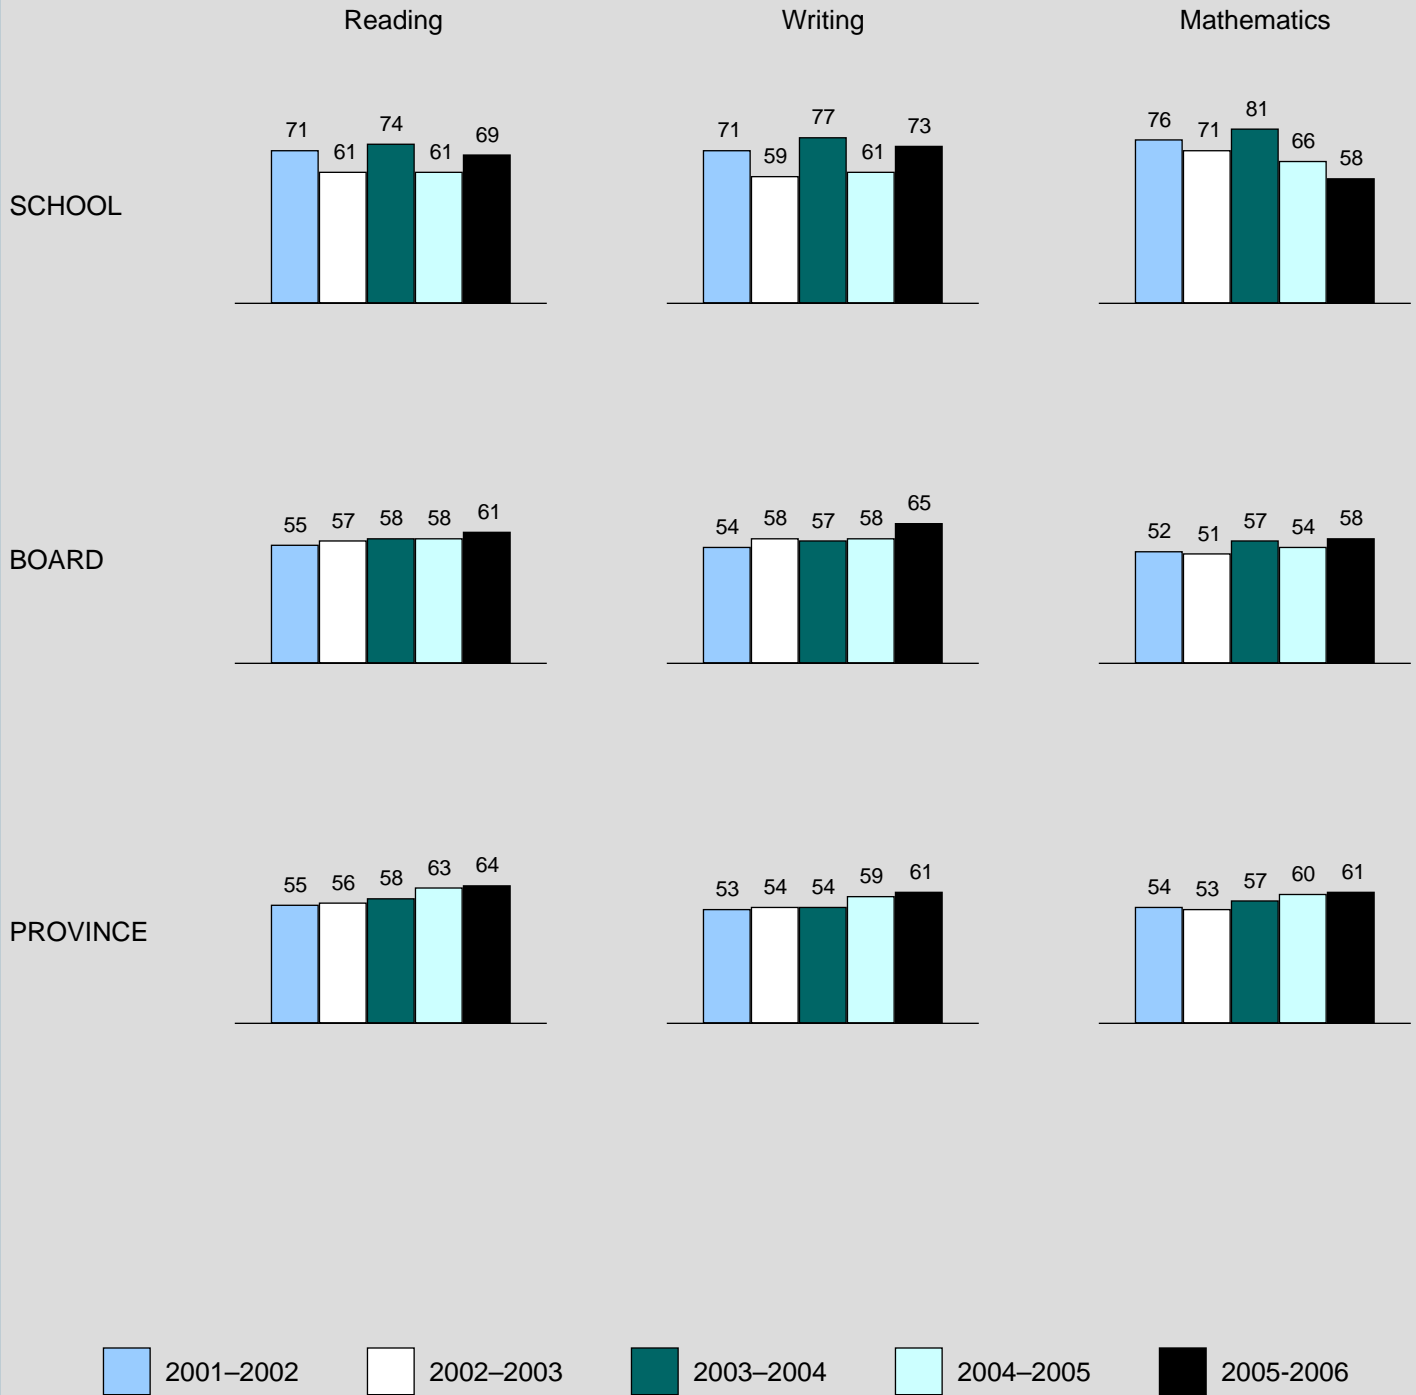 Reading Writing Mathematics
SCHOOL
71 61 74 61 69
71 59 77 61 73
76 71 81 66 58
BOARD
55 57 58 58 61
54 58 57 58 65
52 51 57 54 58
PROVINCE
55 56 58 63 64
53 54 54 59 61
54 53 57 60 61
2001–2002 2002–2003 2003–2004 2004–2005 2005-2006